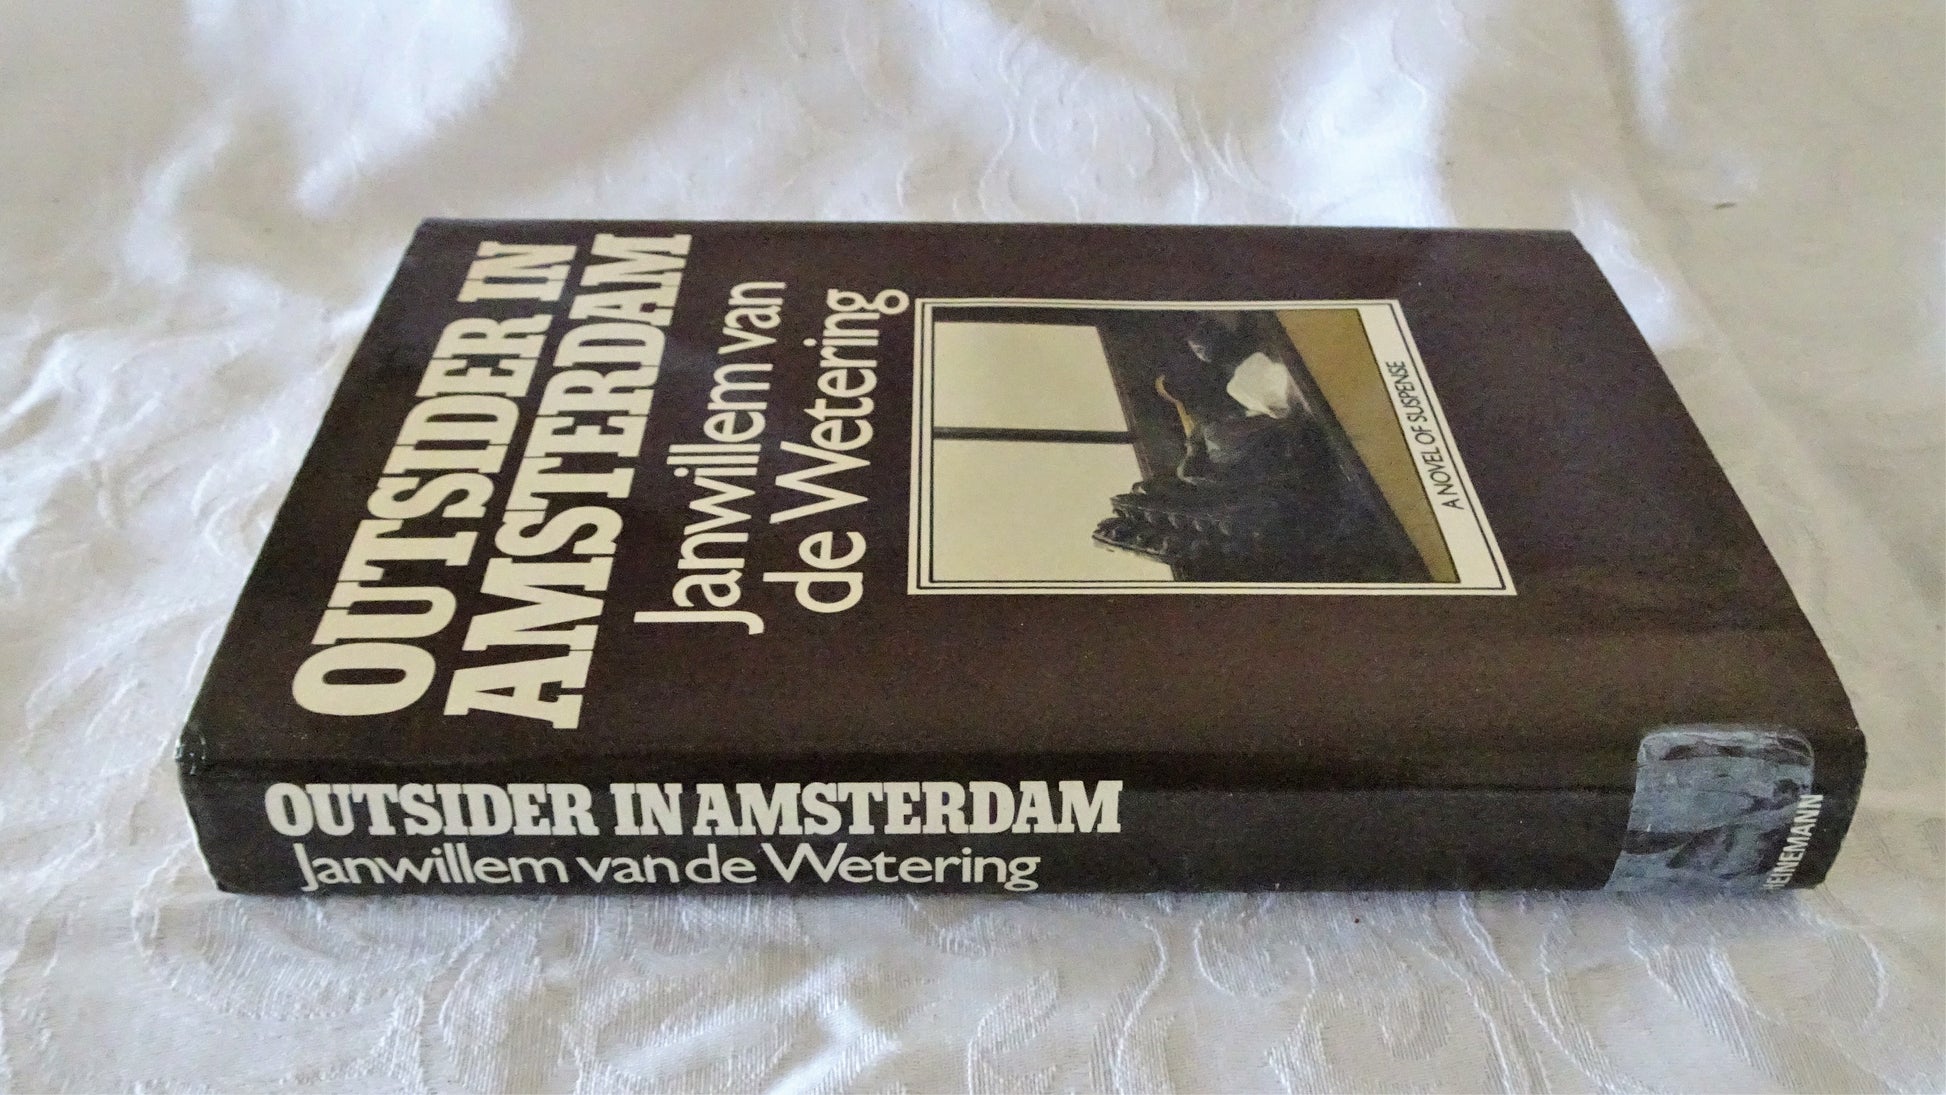 OUTSIDER IN
AMSTERDAM
Janwillem van
de Wetering
A NOVEL OF SUSPENSE
OUTSIDER IN AMSTERDAM
Janwillem van de Wetering
HEINEMANN